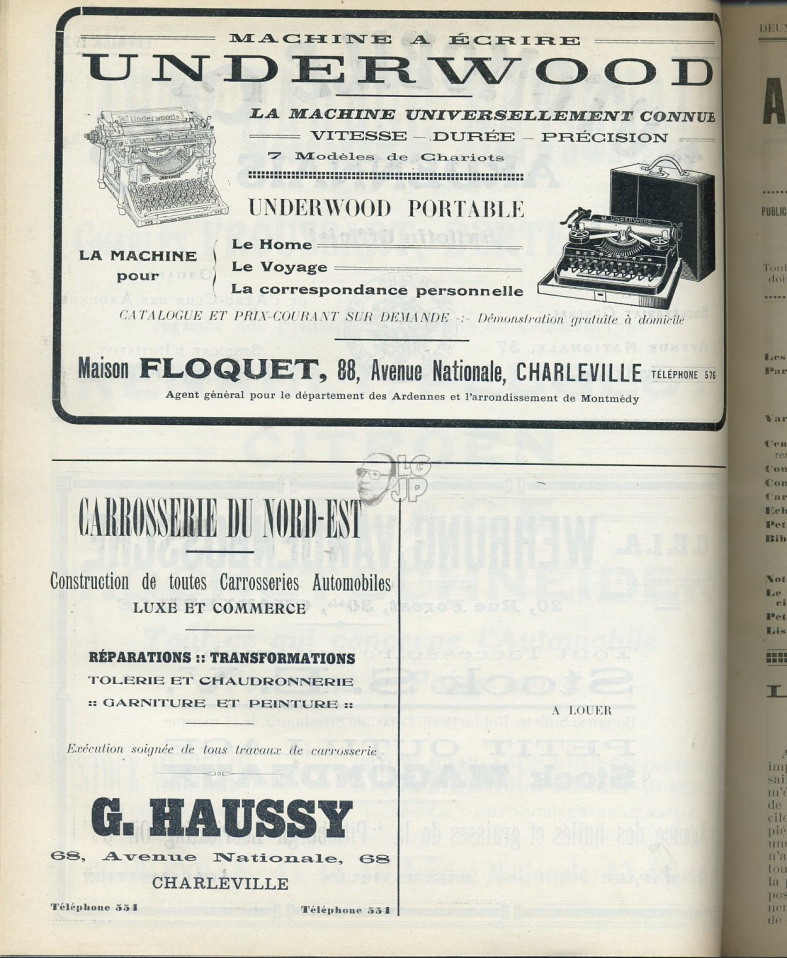 MACHINE A ÉCRIRE
UNDERWOOD
LA MACHINE UNIVERSELLEMENT CONNUE
VITESSE - DURÉE - PRÉCISION
7 Modèles de Chariots
Underwood
UNDERWOOD PORTABLE
UNDERWOOD
LA MACHINE
pour
Le Home
Le Voyage
La correspondance personnelle
CATALOGUE ET PRIX-COURANT SUR DEMANDE -:- Démonstration gratuite à domicile
Maison FLOQUET, 88, Avenue Nationale, CHARLEVILLE TÉLÉPHONE 576
Agent général pour le département des Ardennes et l'arrondissement de Montmédy
LG
JP
CARROSSERIE DU NORD-EST
Construction de toutes Carrosseries Automobiles
LUXE ET COMMERCE
RÉPARATIONS :: TRANSFORMATIONS
TOLERIE ET CHAUDRONNERIE
:: GARNITURE ET PEINTURE ::
Exécution soignée de tous travaux de carrosserie
G. HAUSSY
68, Avenue Nationale, 68
CHARLEVILLE
Téléphone 554 Téléphone 554
A LOUER